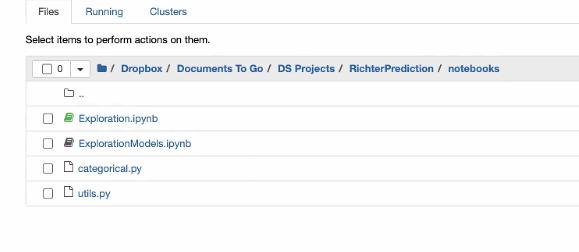 Files Running Clusters
Select items to perform actions on them.
0 / Dropbox / Documents To Go / DS Projects / RichterPrediction / notebooks
..
Exploration.ipynb
ExplorationModels.ipynb
categorical.py
utils.py